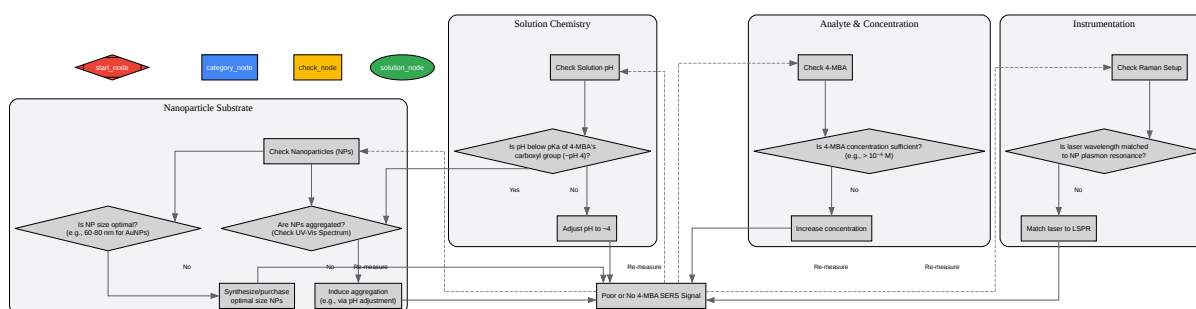 Solution Chemistry
Analyte & Concentration
Instrumentation
start_node
category_node
check_node
solution_node
Check Solution pH
Check 4-MBA
Check Raman Setup
Nanoparticle Substrate
Check Nanoparticles (NPs)
Is pH below pKa of 4-MBA's
carboxyl group (~pH 4)?
Is 4-MBA concentration sufficient?
(e.g., > 10⁻⁶ M)
Is laser wavelength matched
to NP plasmon resonance?
Yes
No
No
No
Is NP size optimal?
(e.g., 60-80 nm for AuNPs)
Are NPs aggregated?
(Check UV-Vis Spectrum)
Adjust pH to ~4
Increase concentration
Match laser to LSPR
No
No
Re-measure
Re-measure
Re-measure
Re-measure
Synthesize/purchase
optimal size NPs
Induce aggregation
(e.g., via pH adjustment)
Poor or No 4-MBA SERS Signal